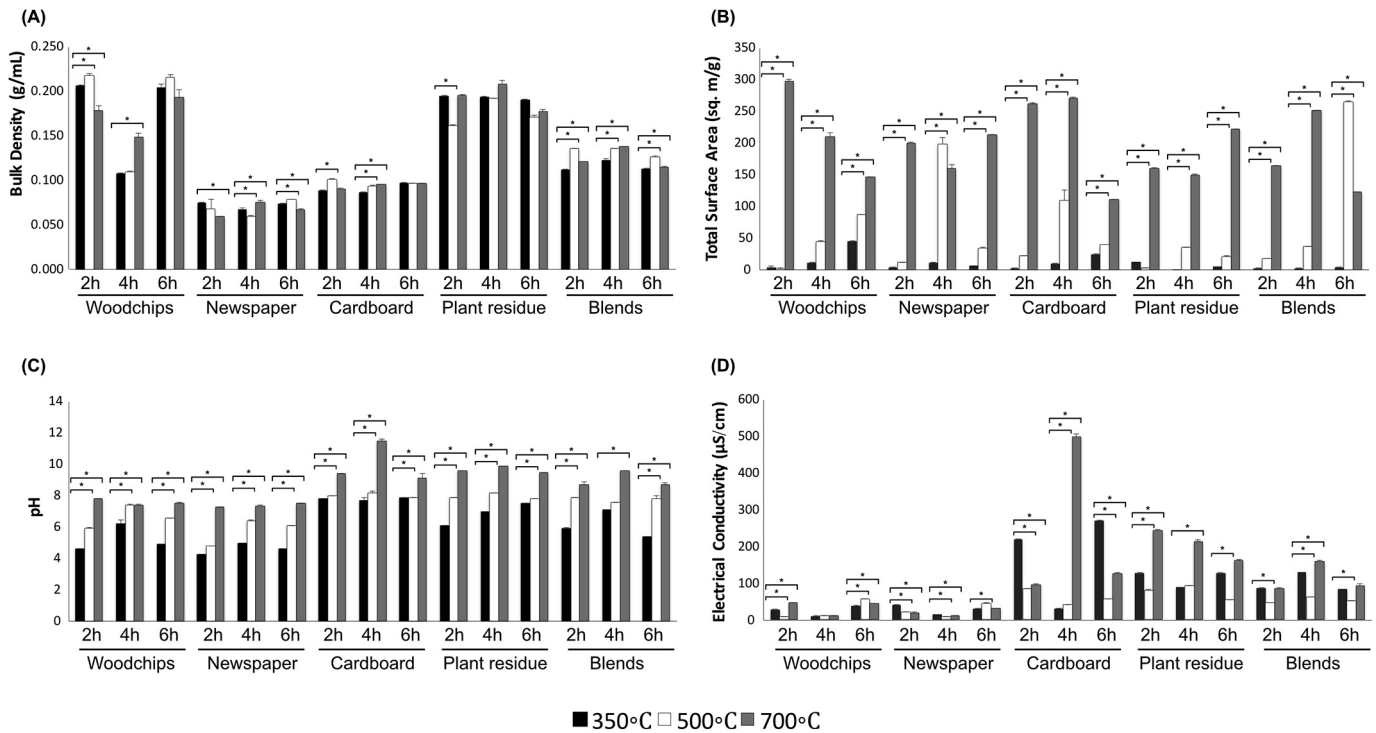 (A)
Bulk Density (g/mL)
0.250
0.200
0.150
0.100
0.050
0.000
* * * * * * * * * * * * * * * * * * *
2h 4h 6h 2h 4h 6h 2h 4h 6h 2h 4h 6h 2h 4h 6h
Woodchips Newspaper Cardboard Plant residue Blends
(B)
Total Surface Area (sq. m/g)
350
300
250
200
150
100
50
0
* * * * * * * * * * * * * * * * * * * * * * * * * * * * * *
2h 4h 6h 2h 4h 6h 2h 4h 6h 2h 4h 6h 2h 4h 6h
Woodchips Newspaper Cardboard Plant residue Blends
(C)
pH
14
12
10
8
6
4
2
0
* * * * * * * * * * * * * * * * * * * * * * * * * * * * *
2h 4h 6h 2h 4h 6h 2h 4h 6h 2h 4h 6h 2h 4h 6h
Woodchips Newspaper Cardboard Plant residue Blends
(D)
Electrical Conductivity (µS/cm)
600
500
400
300
200
100
0
* * * * * * * * * * * * * * * * * * * * * * *
2h 4h 6h 2h 4h 6h 2h 4h 6h 2h 4h 6h 2h 4h 6h
Woodchips Newspaper Cardboard Plant residue Blends
350∘C 500∘C 700∘C